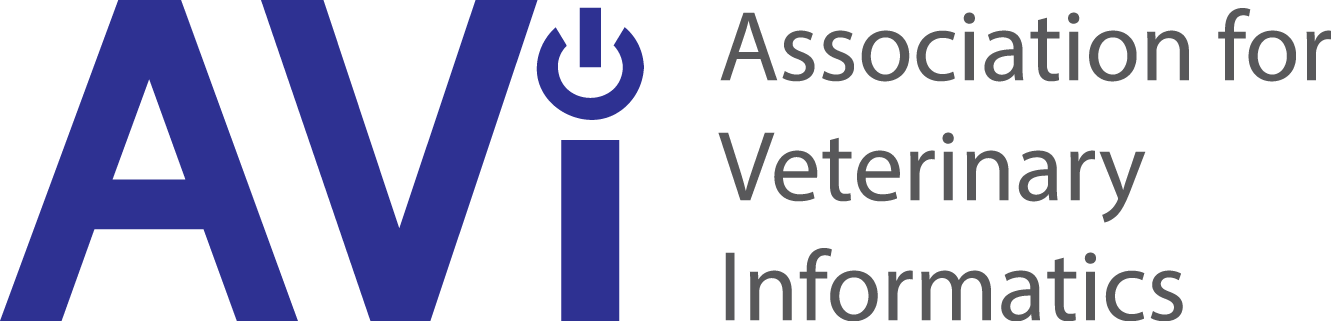 AVi
Association for
Veterinary
Informatics